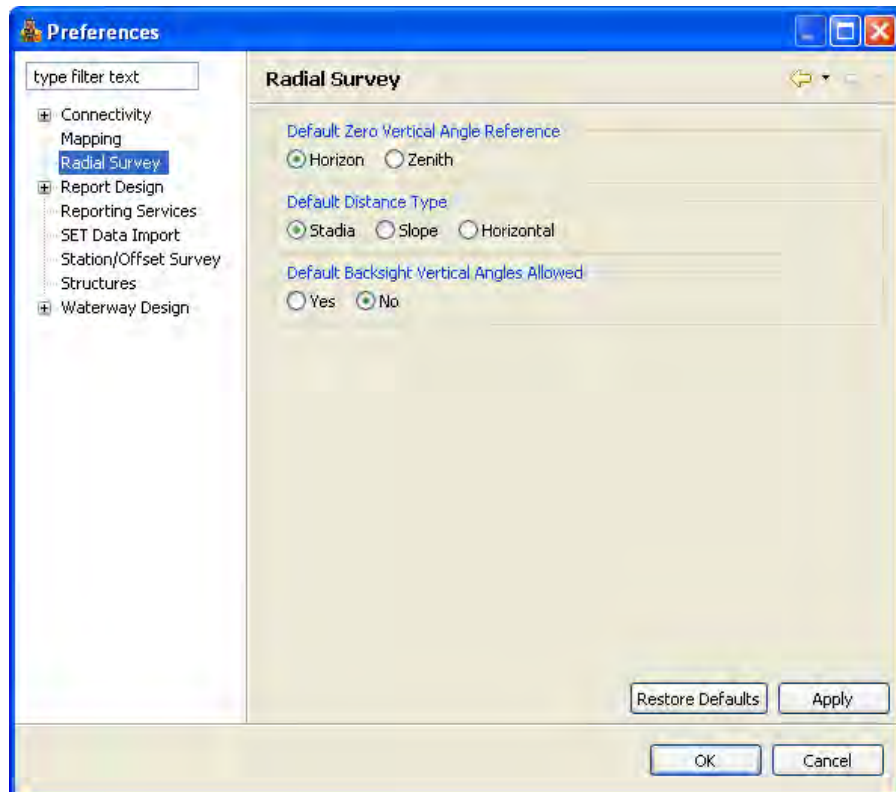 Preferences
type filter text
Connectivity
Mapping
Radial Survey
Report Design
Reporting Services
SET Data Import
Station/Offset Survey
Structures
Waterway Design
Radial Survey
Default Zero Vertical Angle Reference
Horizon Zenith
Default Distance Type
Stadia Slope Horizontal
Default Backsight Vertical Angles Allowed
Yes No
Restore Defaults Apply
OK Cancel